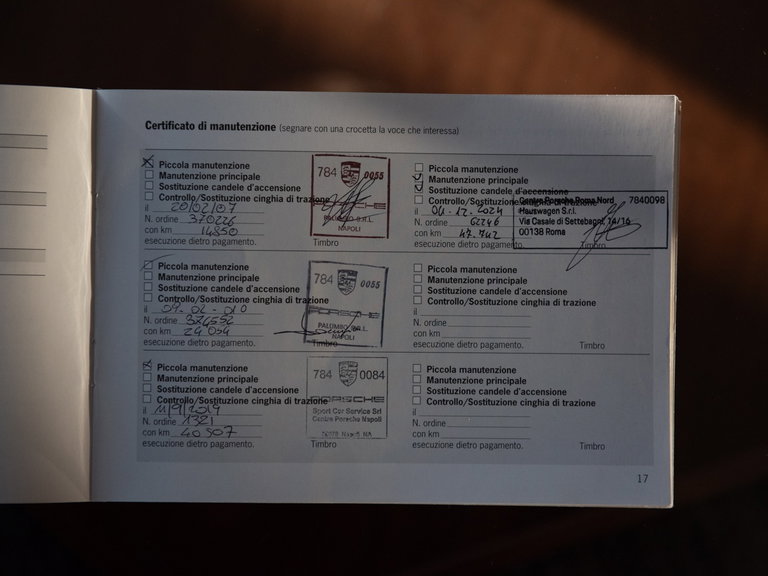 Certificato di manutenzione (segnare con una crocetta la voce che interessa)
Piccola manutenzione
Manutenzione principale
Sostituzione candele d'accensione
Controllo/Sostituzione cinghia di trazione
il 20/02/07
N. ordine 370226
con km 14850
esecuzione dietro pagamento.
Timbro
784 0055
PORSCHE
PALUMBO S.R.L.
NAPOLI
Piccola manutenzione
Manutenzione principale
Sostituzione candele d'accensione
Controllo/Sostituzione cinghia di trazione
il
N. ordine 374552
con km 24054
esecuzione dietro pagamento.
Timbro
784 0055
PORSCHE
PALUMBO S.R.L.
NAPOLI
Piccola manutenzione
Manutenzione principale
Sostituzione candele d'accensione
Controllo/Sostituzione cinghia di trazione
il 11/9/2019
N. ordine 1321
con km 40507
esecuzione dietro pagamento.
Timbro
784 0084
PORSCHE
Sport Car Service Srl
Centro Porsche Napoli
Piccola manutenzione
Manutenzione principale
Sostituzione candele d'accensione
Controllo/Sostituzione cinghia di trazione
il 04.12.2024
N. ordine 62246
con km 47.742
esecuzione dietro pagamento.
Timbro
Centro Porsche Roma Nord 7840098
Hauswagen S.r.l.
Via Casale di Settebagni, 14/16
00138 Roma
Piccola manutenzione
Manutenzione principale
Sostituzione candele d'accensione
Controllo/Sostituzione cinghia di trazione
il
N. ordine
con km
esecuzione dietro pagamento.
Timbro
Piccola manutenzione
Manutenzione principale
Sostituzione candele d'accensione
Controllo/Sostituzione cinghia di trazione
il
N. ordine
con km
esecuzione dietro pagamento.
Timbro
17